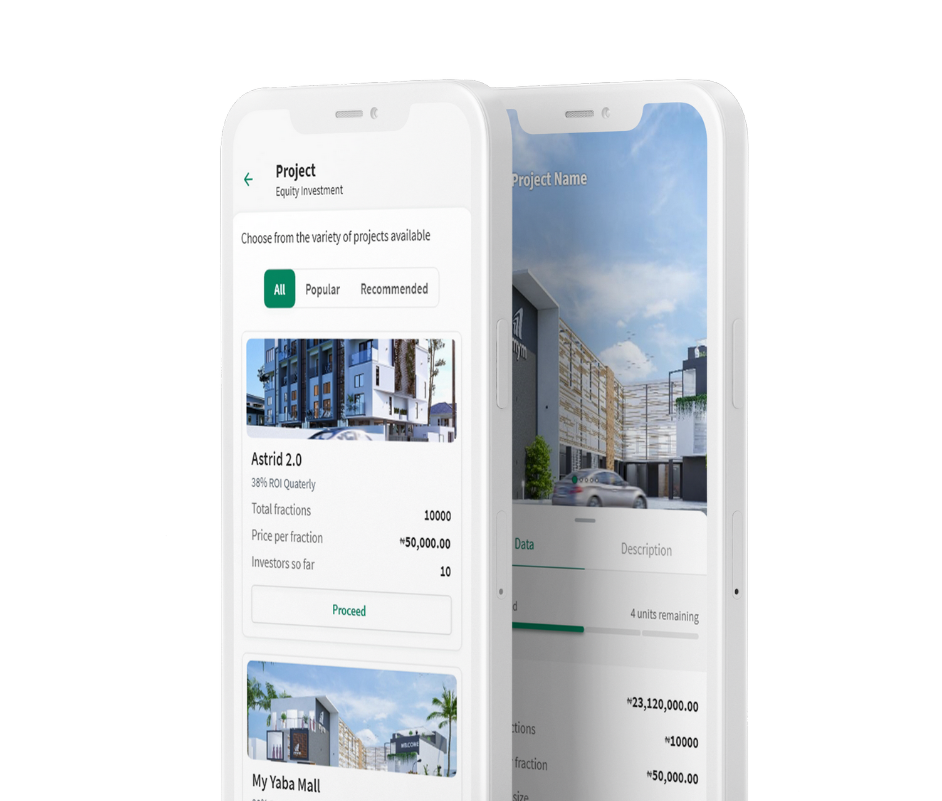 Project
Equity Investment
Choose from the variety of projects available
All
Popular
Recommended
Astrid 2.0
38% ROI Quaterly
Total fractions
10000
Price per fraction
₦50,000.00
Investors so far
10
Proceed
WELCOME
My Yaba Mall
Project Name
Data
Description
4 units remaining
₦23,120,000.00
₦10000
fraction
₦50,000.00
size